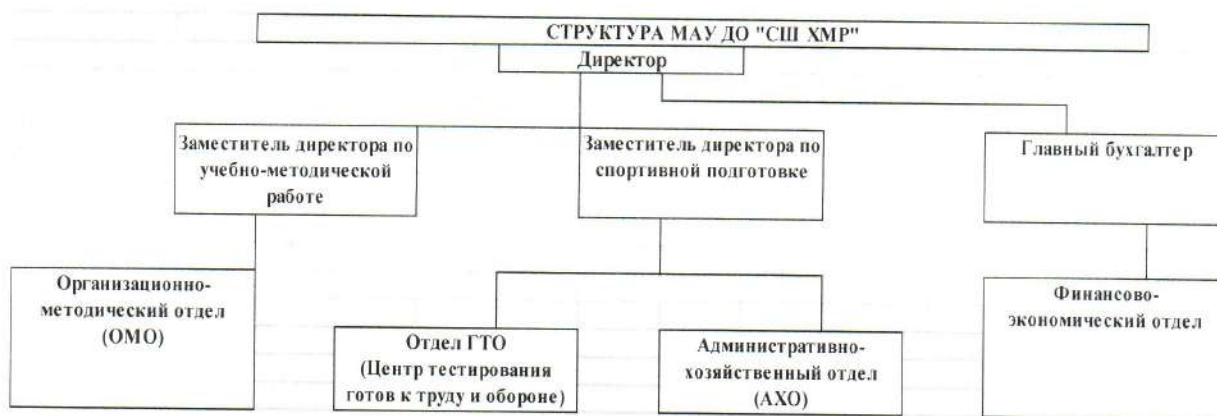 СТРУКТУРА МАУ ДО "СШ ХМР"
Директор
Заместитель директора по
учебно-методической
работе
Заместитель директора по
спортивной подготовке
Главный бухгалтер
Организационно-
методический отдел
(ОМО)
Отдел ГТО
(Центр тестирования
готов к труду и обороне)
Административно-
хозяйственный отдел
(АХО)
Финансово-
экономический отдел